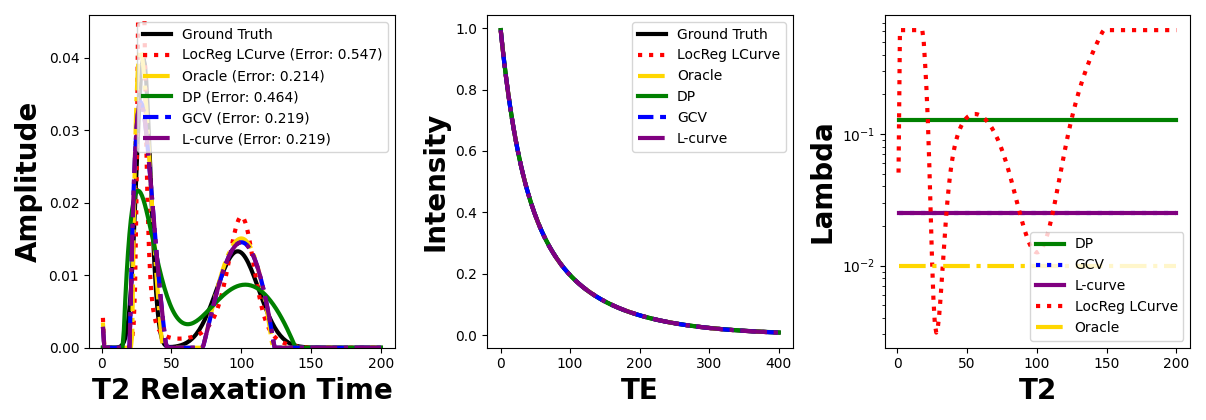 Amplitude
0.04
0.03
0.02
0.01
0.00
0
50
100
150
200
T2 Relaxation Time
Ground Truth
LocReg LCurve (Error: 0.547)
Oracle (Error: 0.214)
DP (Error: 0.464)
GCV (Error: 0.219)
L-curve (Error: 0.219)
Intensity
1.0
0.8
0.6
0.4
0.2
0.0
0
100
200
300
400
TE
Ground Truth
LocReg LCurve
Oracle
DP
GCV
L-curve
Lambda
10⁻¹
10⁻²
0
50
100
150
200
T2
DP
GCV
L-curve
LocReg LCurve
Oracle